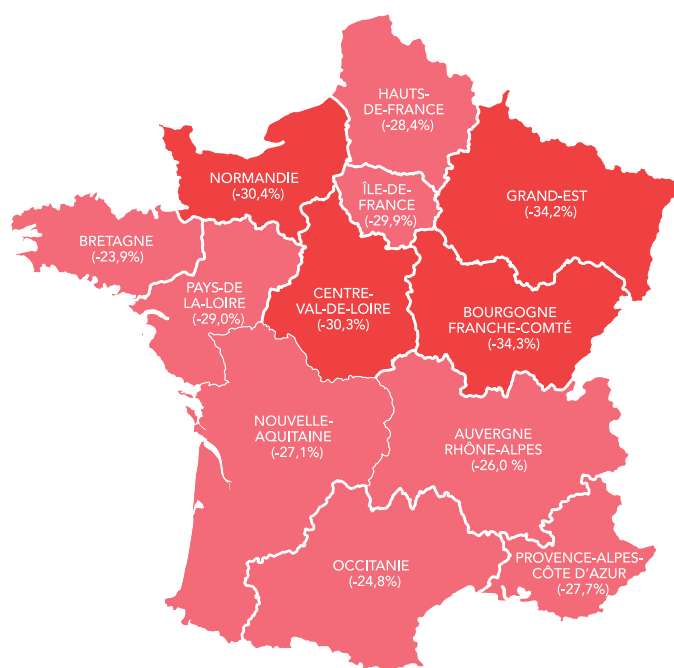 HAUTS-
DE-FRANCE
(-28,4%)
NORMANDIE
(-30,4%)
ÎLE-DE-
FRANCE
(-29,9%)
GRAND-EST
(-34,2%)
BRETAGNE
(-23,9%)
PAYS-DE
LA-LOIRE
(-29,0%)
CENTRE-
VAL-DE-LOIRE
(-30,3%)
BOURGOGNE
FRANCHE-COMTÉ
(-34,3%)
NOUVELLE-
AQUITAINE
(-27,1%)
AUVERGNE
RHÔNE-ALPES
(-26,0 %)
OCCITANIE
(-24,8%)
PROVENCE-ALPES-
CÔTE D'AZUR
(-27,7%)